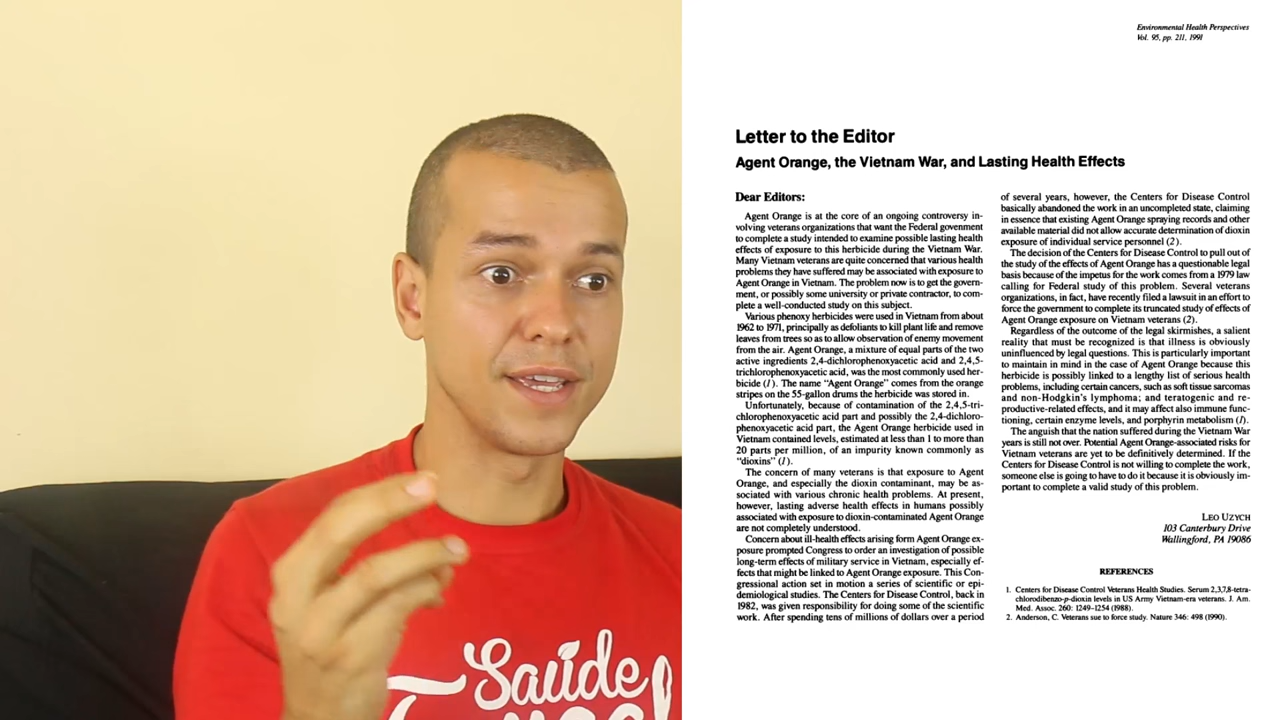 Saúde
Environmental Health Perspectives
Vol. 95, pp. 211, 1991
Letter to the Editor
Agent Orange, the Vietnam War, and Lasting Health Effects
Dear Editors:
Agent Orange is at the core of an ongoing controversy in-
volving veterans organizations that want the Federal govenment
to complete a study intended to examine possible lasting health
effects of exposure to this herbicide during the Vietnam War.
Many Vietnam veterans are quite concerned that various health
problems they have suffered may be associated with exposure to
Agent Orange in Vietnam. The problem now is to get the govern-
ment, or possibly some university or private contractor, to com-
plete a well-conducted study on this subject.
Various phenoxy herbicides were used in Vietnam from about
1962 to 1971, principally as defoliants to kill plant life and remove
leaves from trees so as to allow observation of enemy movement
from the air. Agent Orange, a mixture of equal parts of the two
active ingredients 2,4-dichlorophenoxyacetic acid and 2,4,5-
trichlorophenoxyacetic acid, was the most commonly used her-
bicide (1). The name "Agent Orange" comes from the orange
stripes on the 55-gallon drums the herbicide was stored in.
Unfortunately, because of contamination of the 2,4,5-tri-
chlorophenoxyacetic acid part and possibly the 2,4-dichloro-
phenoxyacetic acid part, the Agent Orange herbicide used in
Vietnam contained levels, estimated at less than 1 to more than
20 parts per million, of an impurity known commonly as
"dioxins" (1).
The concern of many veterans is that exposure to Agent
Orange, and especially the dioxin contaminant, may be as-
sociated with various chronic health problems. At present,
however, lasting adverse health effects in humans possibly
associated with exposure to dioxin-contaminated Agent Orange
are not completely understood.
Concern about ill-health effects arising form Agent Orange ex-
posure prompted Congress to order an investigation of possible
long-term effects of military service in Vietnam, especially ef-
fects that might be linked to Agent Orange exposure. This Con-
gressional action set in motion a series of scientific or epi-
demiological studies. The Centers for Disease Control, back in
1982, was given responsibility for doing some of the scientific
work. After spending tens of millions of dollars over a period
of several years, however, the Centers for Disease Control
basically abandoned the work in an uncompleted state, claiming
in essence that existing Agent Orange spraying records and other
available material did not allow accurate determination of dioxin
exposure of individual service personnel (2).
The decision of the Centers for Disease Control to pull out of
the study of the effects of Agent Orange has a questionable legal
basis because of the impetus for the work comes from a 1979 law
calling for Federal study of this problem. Several veterans
organizations, in fact, have recently filed a lawsuit in an effort to
force the government to complete its truncated study of effects of
Agent Orange exposure on Vietnam veterans (2).
Regardless of the outcome of the legal skirmishes, a salient
reality that must be recognized is that illness is obviously
uninfluenced by legal questions. This is particularly important
to maintain in mind in the case of Agent Orange because this
herbicide is possibly linked to a lengthy list of serious health
problems, including certain cancers, such as soft tissue sarcomas
and non-Hodgkin's lymphoma; and teratogenic and re-
productive-related effects, and it may affect also immune func-
tioning, certain enzyme levels, and porphyrin metabolism (1).
The anguish that the nation suffered during the Vietnam War
years is still not over. Potential Agent Orange-associated risks for
Vietnam veterans are yet to be definitively determined. If the
Centers for Disease Control is not willing to complete the work,
someone else is going to have to do it because it is obviously im-
portant to complete a valid study of this problem.
LEO UZYCH
103 Canterbury Drive
Wallingford, PA 19086
REFERENCES
1. Centers for Disease Control Veterans Health Studies. Serum 2,3,7,8-tetra-
chlorodibenzo-p-dioxin levels in US Army Vietnam-era veterans. J. Am.
Med. Assoc. 260: 1249-1254 (1988).
2. Anderson, C. Veterans sue to force study. Nature 346: 498 (1990).